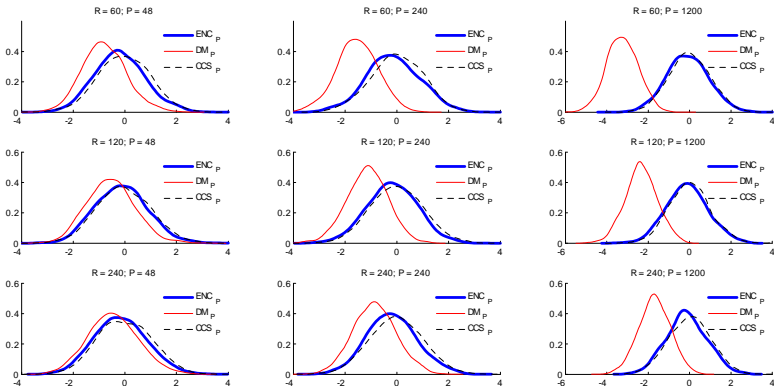 R = 60; P = 48
R = 60; P = 240
R = 60; P = 1200
ENC P
DM P
CCS P
0.4
0.2
0
-4 -2 0 2 4
ENC P
DM P
CCS P
0.4
0.2
0
-4 -2 0 2 4
ENC P
DM P
CCS P
0.4
0.2
0
-6 -5 -4 -3 -2 -1 0 1 2 3 4
R = 120; P = 48
R = 120; P = 240
R = 120; P = 1200
ENC P
DM P
CCS P
0.6
0.4
0.2
0
-4 -2 0 2 4
ENC P
DM P
CCS P
0.6
0.4
0.2
0
-4 -2 0 2 4
ENC P
DM P
CCS P
0.6
0.4
0.2
0
-6 -4 -2 0 2 4
R = 240; P = 48
R = 240; P = 240
R = 240; P = 1200
ENC P
DM P
CCS P
0.6
0.4
0.2
0
-4 -2 0 2 4
ENC P
DM P
CCS P
0.6
0.4
0.2
0
-4 -2 0 2 4
ENC P
DM P
CCS P
0.6
0.4
0.2
0
-6 -4 -2 0 2 4